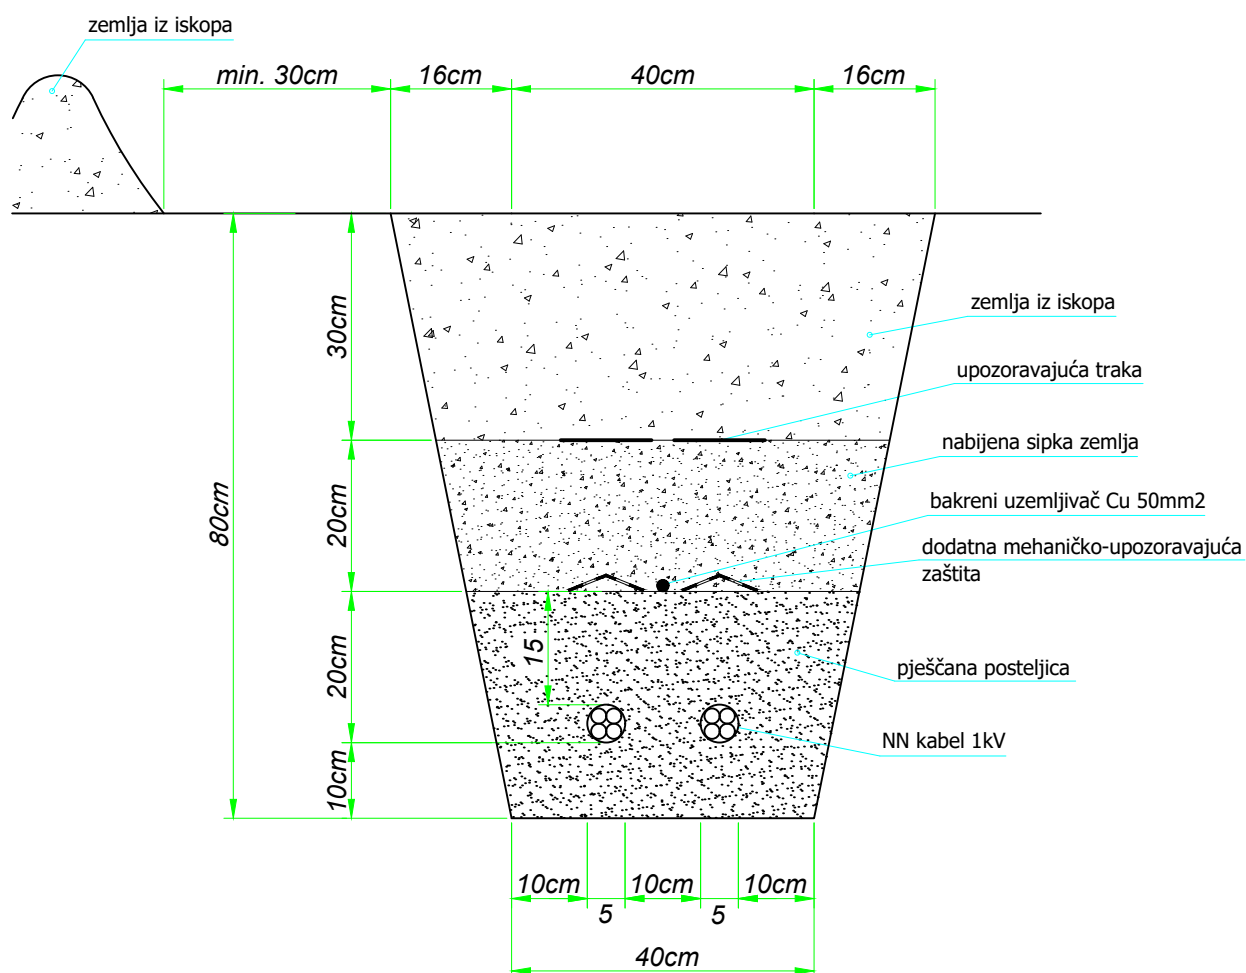 zemlja iz iskopa
min. 30cm
16cm
40cm
16cm
30cm
zemlja iz iskopa
upozoravajuća traka
nabijena sipka zemlja
80cm
20cm
bakreni uzemljivač Cu 50mm2
dodatna mehaničko-upozoravajuća
zaštita
20cm
15
pješčana posteljica
NN kabel 1kV
10cm
10cm
10cm
10cm
5
5
40cm